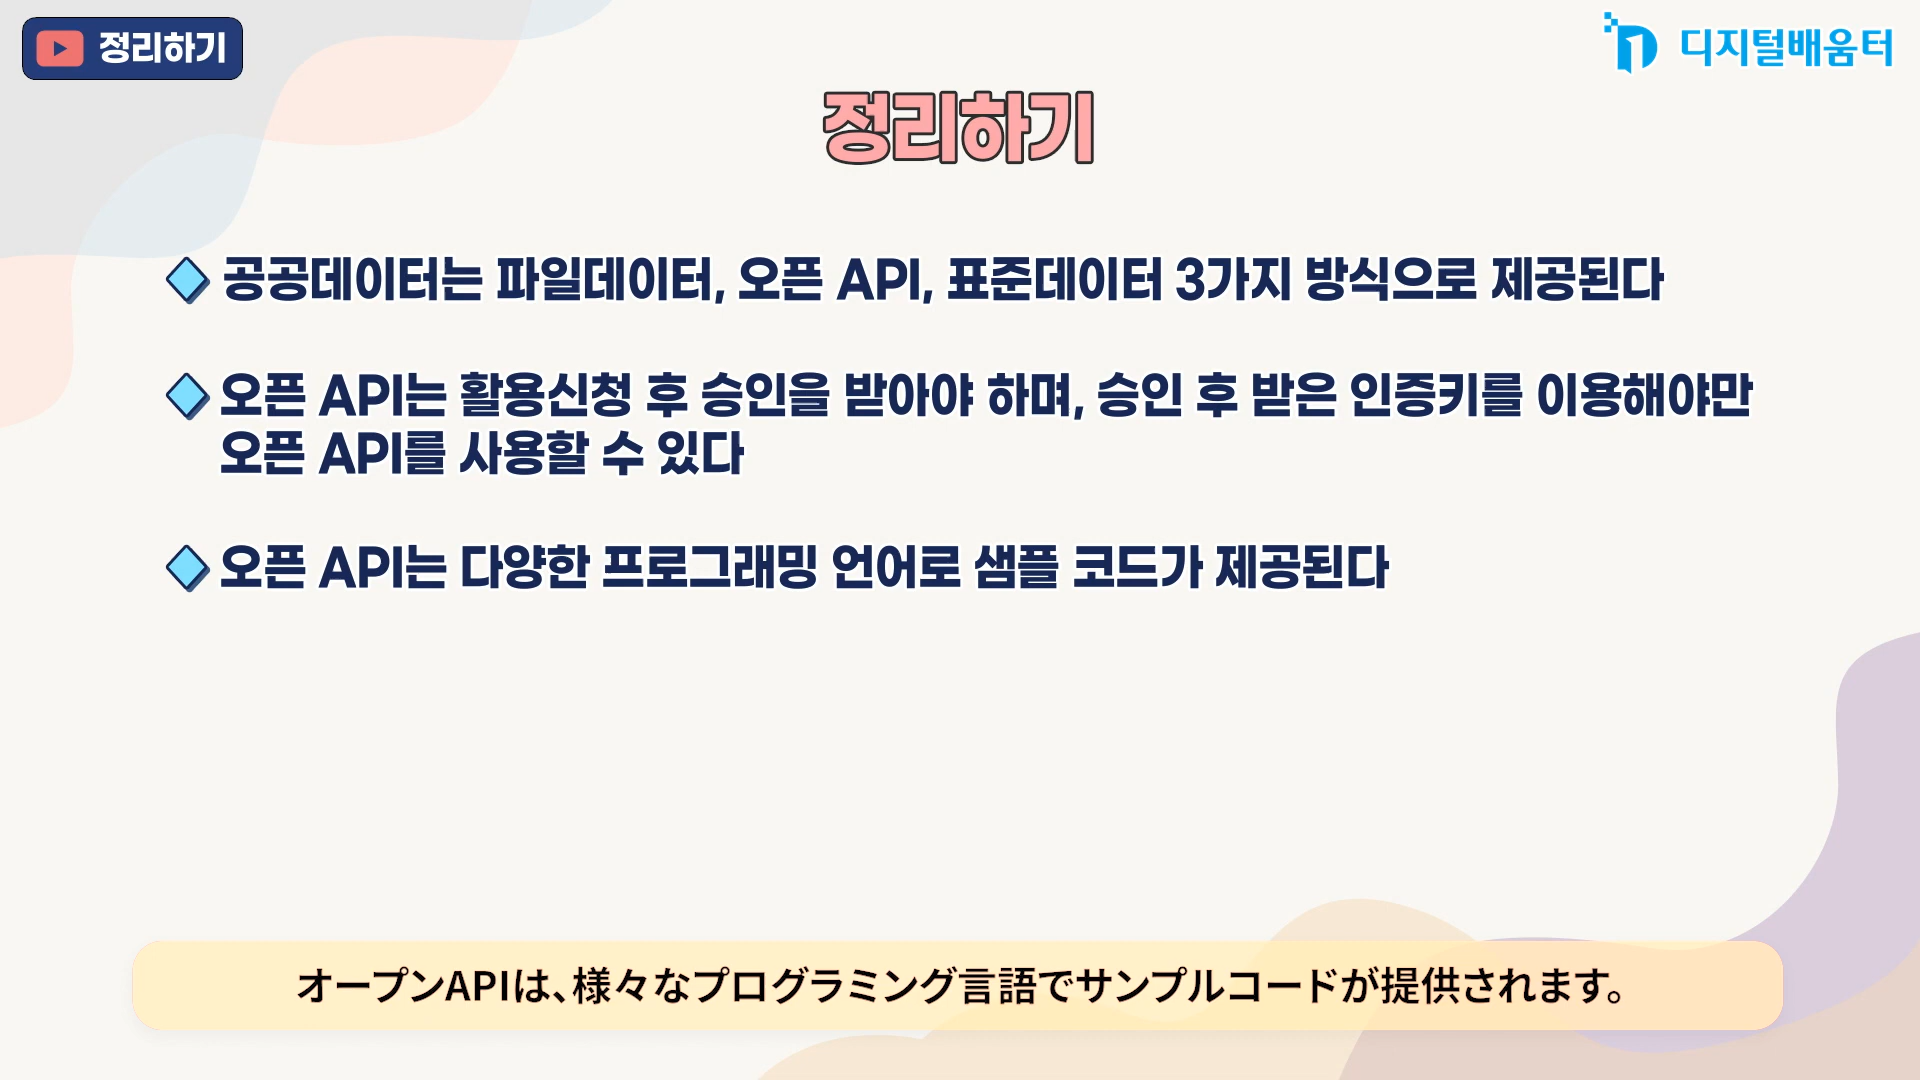 정리하기
디지털배움터
정리하기
공공데이터는 파일데이터, 오픈 API, 표준데이터 3가지 방식으로 제공된다
오픈 API는 활용신청 후 승인을 받아야 하며, 승인 후 받은 인증키를 이용해야만
오픈 API를 사용할 수 있다
오픈 API는 다양한 프로그래밍 언어로 샘플 코드가 제공된다
オープンAPIは、様々なプログラミング言語でサンプルコードが提供されます。